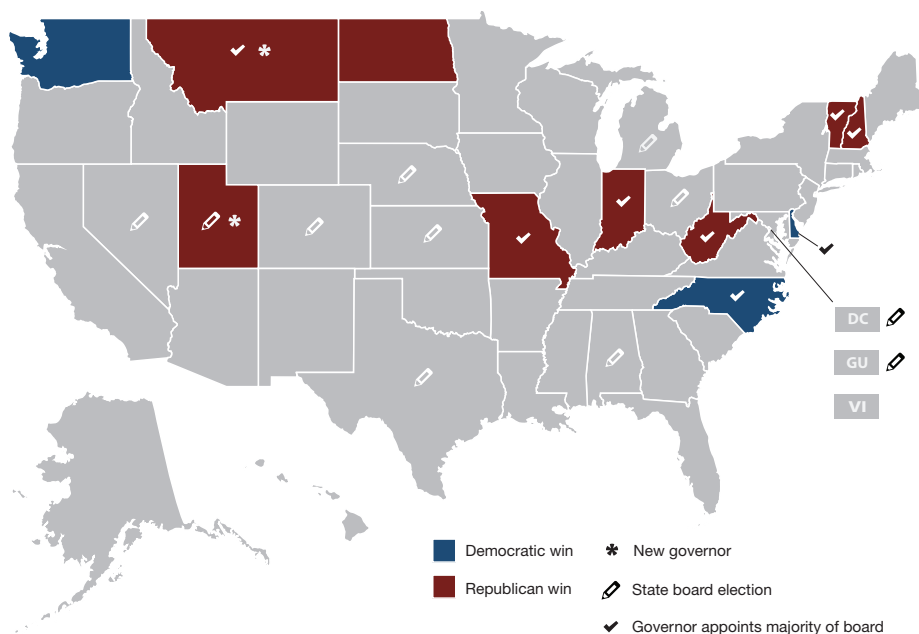 DC
GU
VI
Democratic win
New governor
Republican win
State board election
Governor appoints majority of board